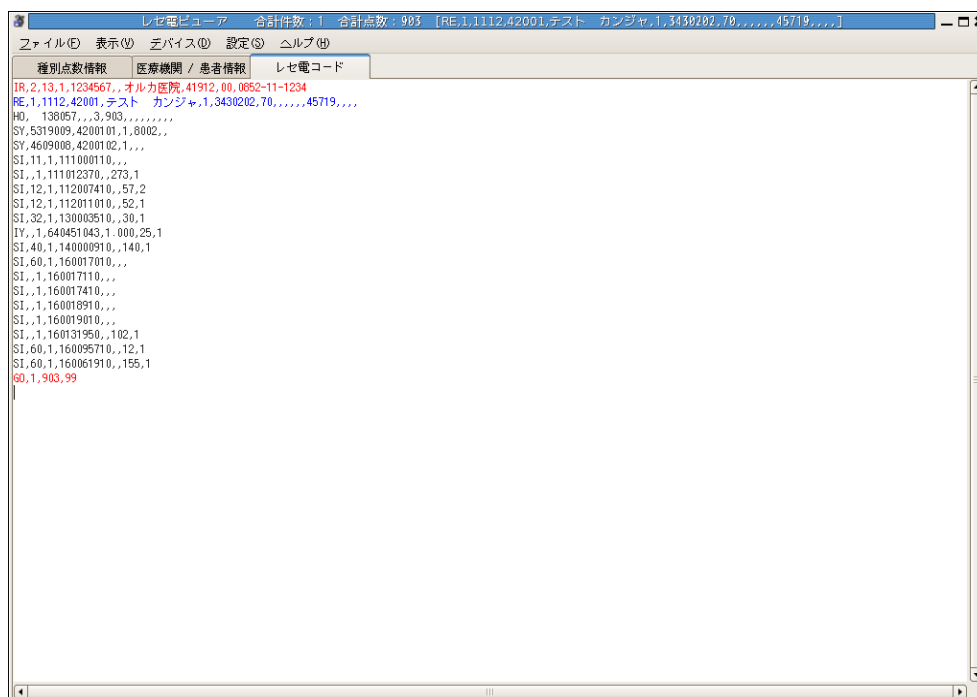 レセ電ビューア　　合計件数：1　合計点数：903　[RE,1,1112,42001,テスト　カンジャ,1,3430202,70,,,,,,45719,,,,]
ファイル(F)　表示(V)　デバイス(D)　設定(S)　ヘルプ(H)
種別点数情報　医療機関 / 患者情報　レセ電コード
IR,2,13,1,1234567,,オルカ医院,41912,00,0852-11-1234
RE,1,1112,42001,テスト　カンジャ,1,3430202,70,,,,,,45719,,,,
HO,　138057,,,3,903,,,,,,,,,
SY,5319009,4200101,1,8002,,
SY,4609008,4200102,1,,,
SI,11,1,111000110,,,
SI,,1,111012370,,273,1
SI,12,1,112007410,,57,2
SI,12,1,112011010,,52,1
SI,32,1,130003510,,30,1
IY,,1,640451043,1.000,25,1
SI,40,1,140000910,,140,1
SI,60,1,160017010,,,
SI,,1,160017110,,,
SI,,1,160017410,,,
SI,,1,160018910,,,
SI,,1,160019010,,,
SI,,1,160131950,,102,1
SI,60,1,160095710,,12,1
SI,60,1,160061910,,155,1
GO,1,903,99